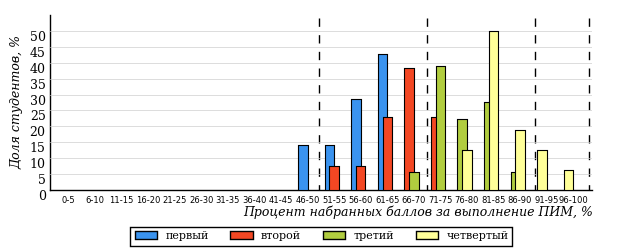 Доля студентов, %
50
45
40
35
30
25
20
15
10
5
0
0-5 6-10 11-15 16-20 21-25 26-30 31-35 36-40 41-45 46-50 51-55 56-60 61-65 66-70 71-75 76-80 81-85 86-90 91-95 96-100
Процент набранных баллов за выполнение ПИМ, %
первый второй третий четвертый